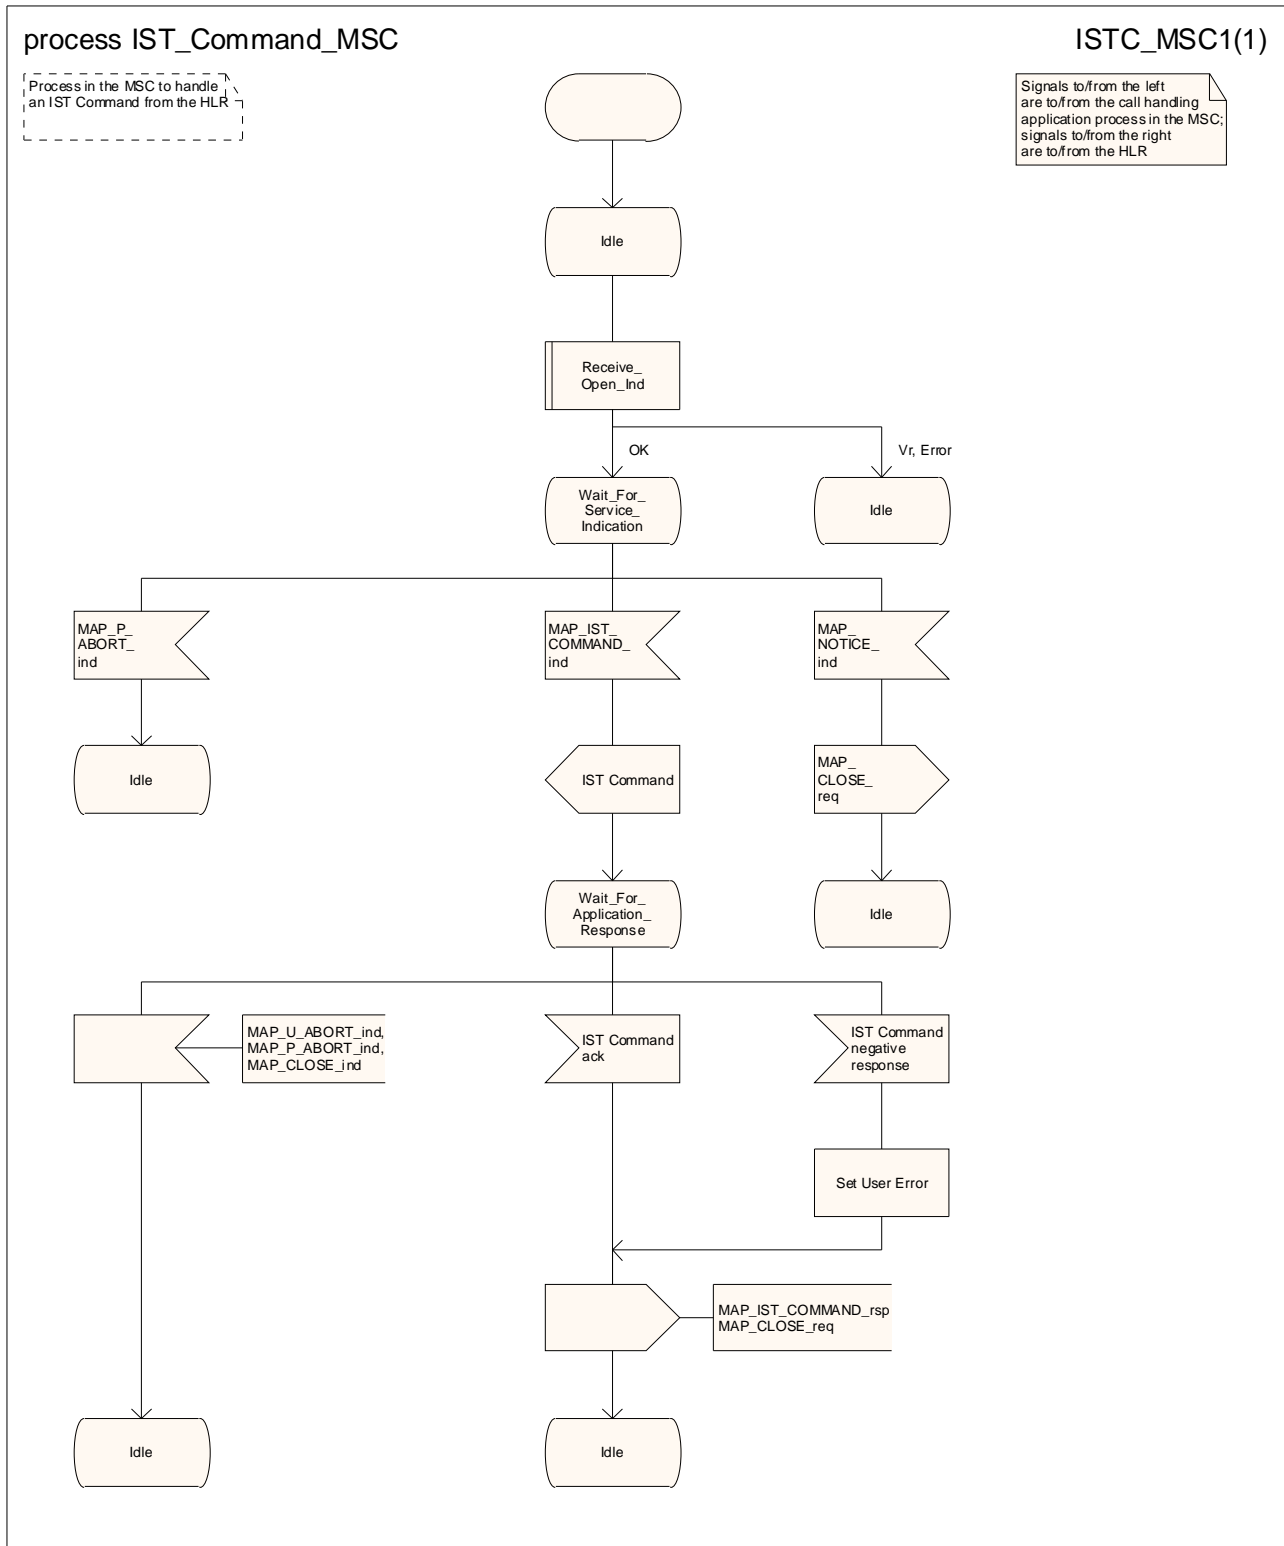 process IST_Command_MSC
ISTC_MSC1(1)
Process in the MSC to handle
an IST Command from the HLR
Signals to/from the left
are to/from the call handling
application process in the MSC;
signals to/from the right
are to/from the HLR
Idle
Receive_
Open_Ind
OK
Vr, Error
Wait_For_
Service_
Indication
Idle
MAP_P_
ABORT_
ind
MAP_IST_
COMMAND_
ind
MAP_
NOTICE_
ind
Idle
IST Command
MAP_
CLOSE_
req
Wait_For_
Application_
Response
Idle
MAP_U_ABORT_ind,
MAP_P_ABORT_ind,
MAP_CLOSE_ind
IST Command
ack
IST Command
negative
response
Set User Error
MAP_IST_COMMAND_rsp
MAP_CLOSE_req
Idle
Idle